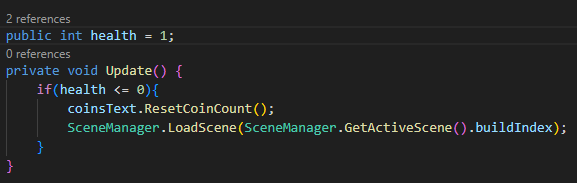 2 references
public int health = 1;
0 references
private void Update() {
if(health <= 0){
coinsText.ResetCoinCount();
SceneManager.LoadScene(SceneManager.GetActiveScene().buildIndex);
}
}